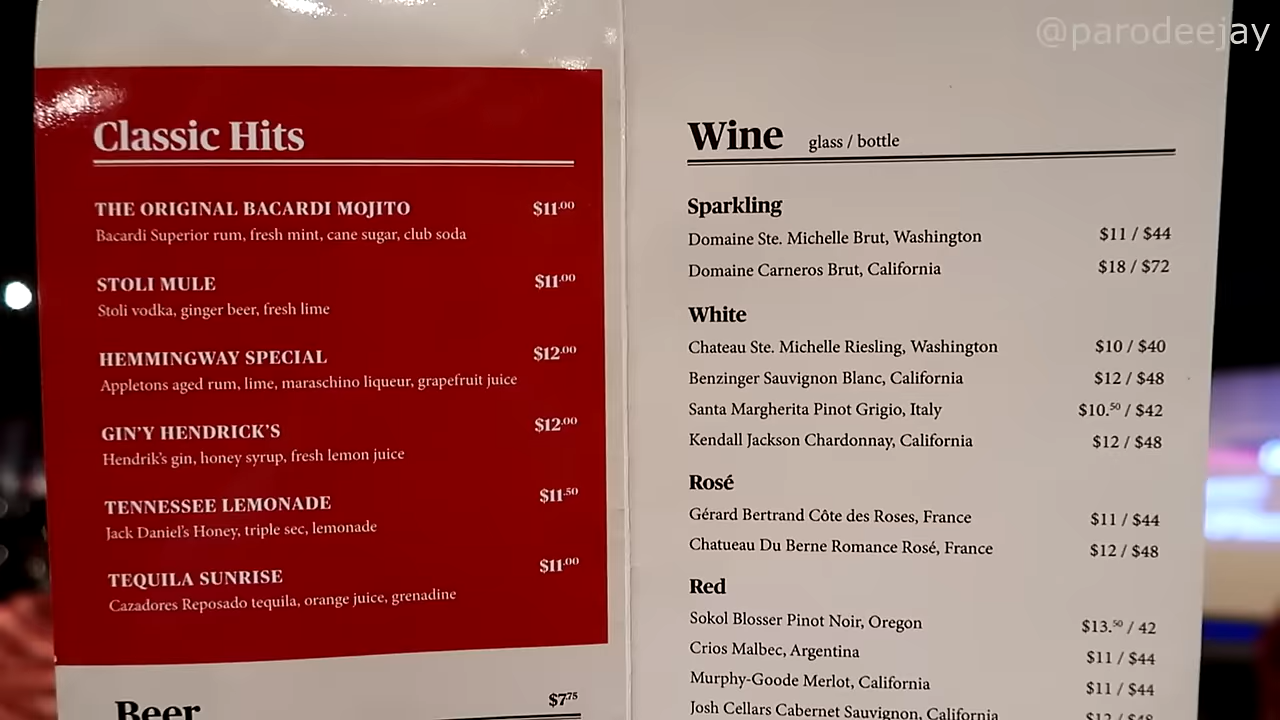 @parodeejay
Classic Hits
THE ORIGINAL BACARDI MOJITO $11.00
Bacardi Superior rum, fresh mint, cane sugar, club soda
STOLI MULE $11.00
Stoli vodka, ginger beer, fresh lime
HEMMINGWAY SPECIAL $12.00
Appletons aged rum, lime, maraschino liqueur, grapefruit juice
GIN'Y HENDRICK'S $12.00
Hendrik's gin, honey syrup, fresh lemon juice
TENNESSEE LEMONADE $11.50
Jack Daniel's Honey, triple sec, lemonade
TEQUILA SUNRISE $11.00
Cazadores Reposado tequila, orange juice, grenadine
Beer $7.75
Wine glass / bottle
Sparkling
Domaine Ste. Michelle Brut, Washington $11 / $44
Domaine Carneros Brut, California $18 / $72
White
Chateau Ste. Michelle Riesling, Washington $10 / $40
Benzinger Sauvignon Blanc, California $12 / $48
Santa Margherita Pinot Grigio, Italy $10.50 / $42
Kendall Jackson Chardonnay, California $12 / $48
Rosé
Gérard Bertrand Côte des Roses, France $11 / $44
Chatueau Du Berne Romance Rosé, France $12 / $48
Red
Sokol Blosser Pinot Noir, Oregon $13.50 / 42
Crios Malbec, Argentina $11 / $44
Murphy-Goode Merlot, California $11 / $44
Josh Cellars Cabernet Sauvignon, California $12 / $48